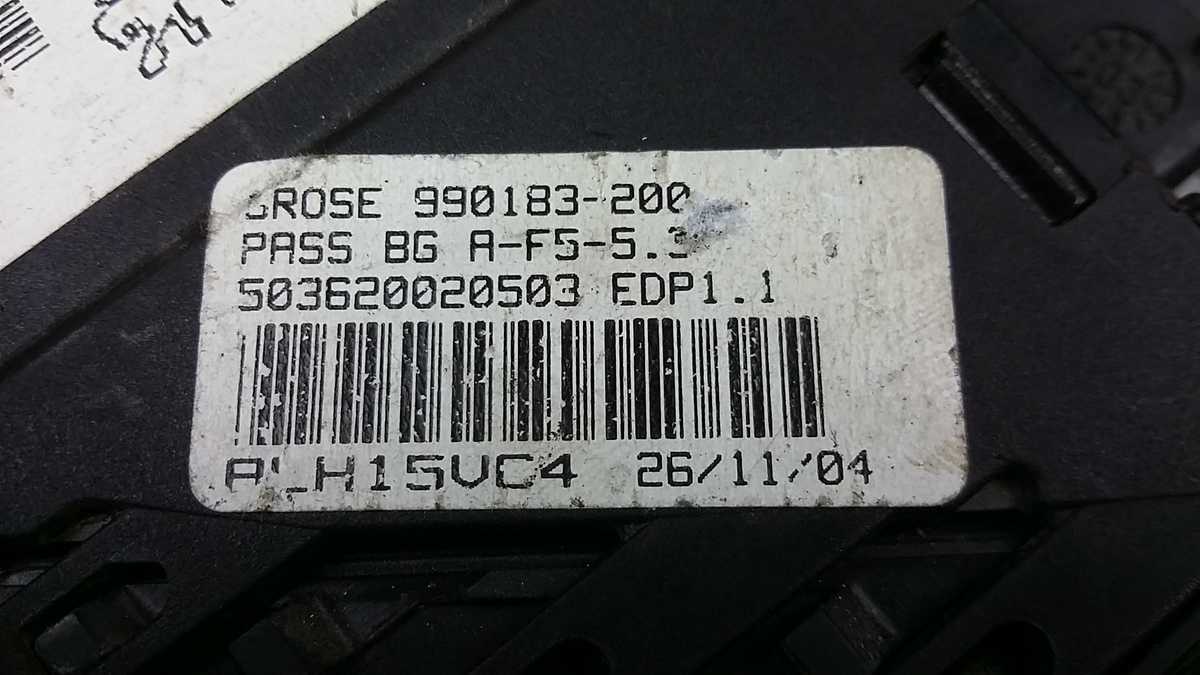 990183-200
PASS BG A-F5-5.3
503620020503 EDP1.1
26/11/04